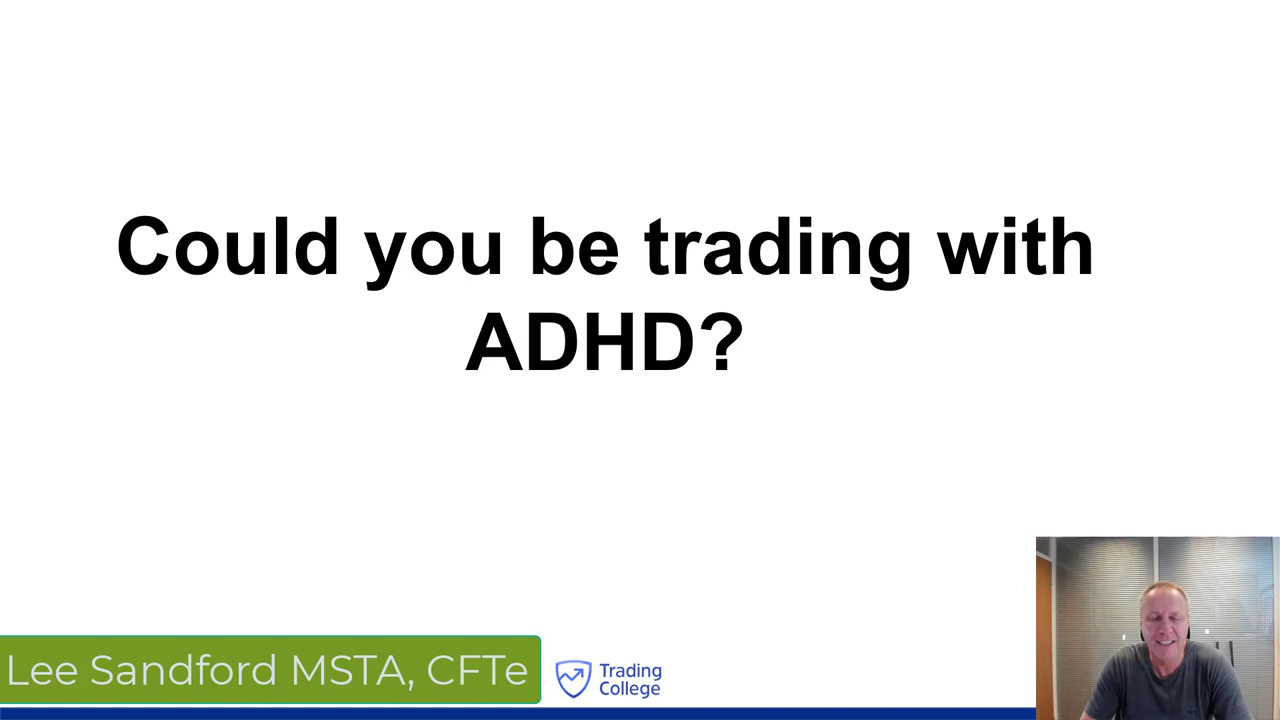 Could you be trading with
ADHD?
Lee Sandford MSTA, CFTe
Trading
College